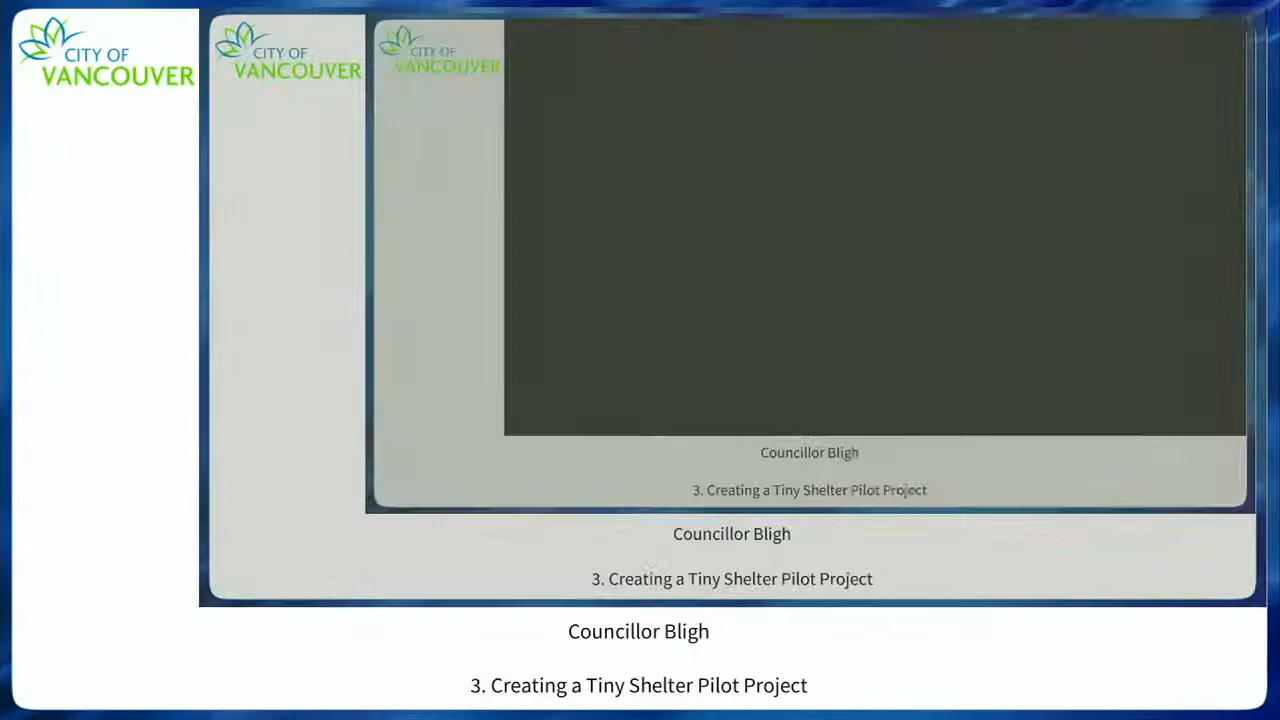 CITY OF
VANCOUVER
CITY OF
VANCOUVER
CITY OF
VANCOUVER
Councillor Bligh
3. Creating a Tiny Shelter Pilot Project
Councillor Bligh
3. Creating a Tiny Shelter Pilot Project
Councillor Bligh
3. Creating a Tiny Shelter Pilot Project